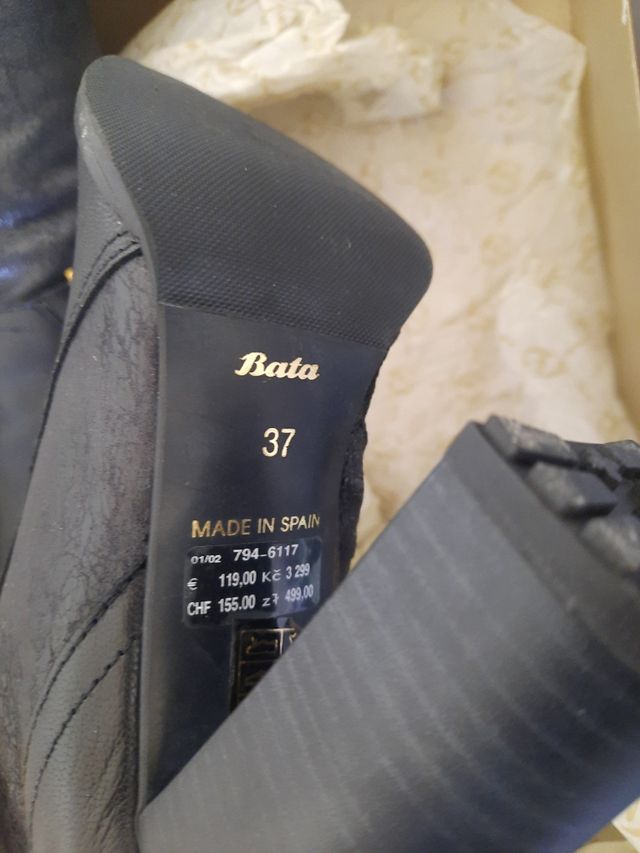 Bata
37
MADE IN SPAIN
01/02 794-6117
€ 119,00 Kč 3 299
CHF 155.00 zł 499,00